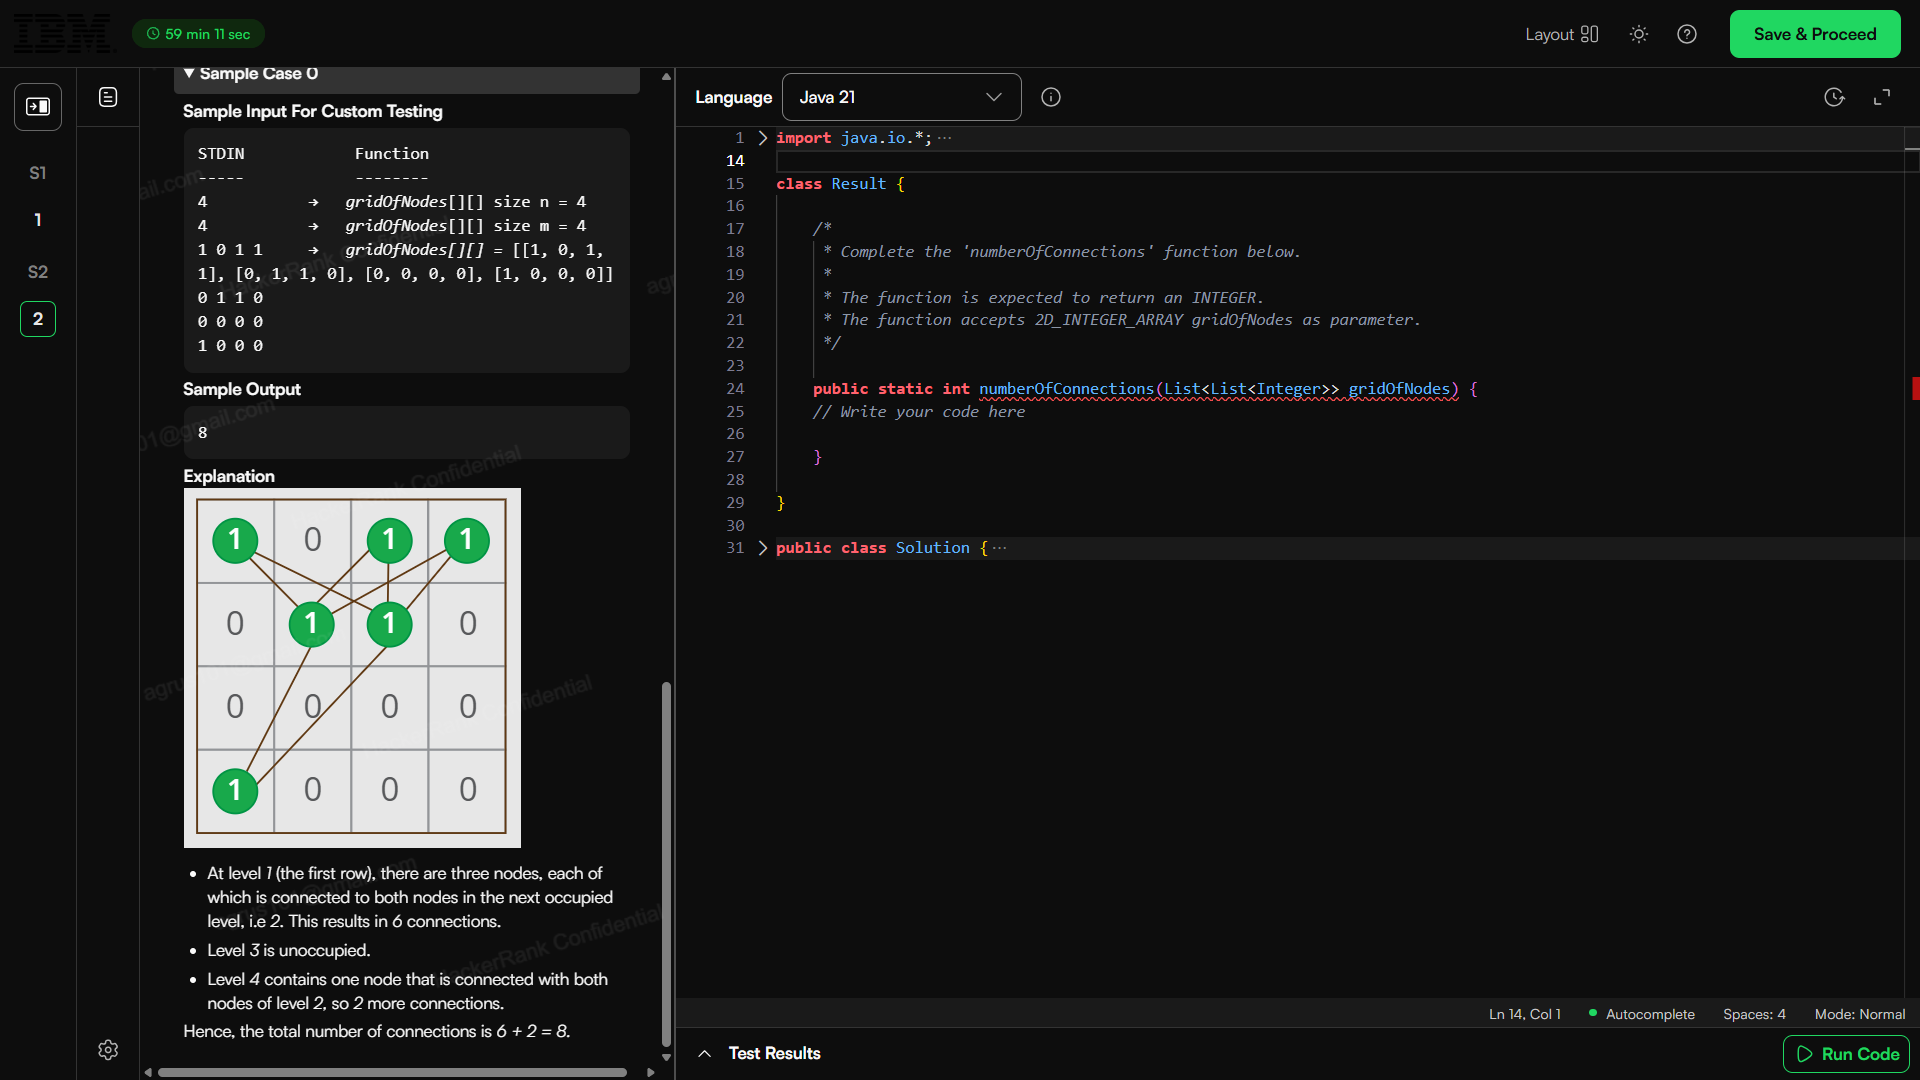 IBM
59 min 11 sec
Layout
Save & Proceed
S1
1
S2
2
▼ Sample Case 0
Sample Input For Custom Testing
STDIN Function
----- --------
4 → gridOfNodes[][] size n = 4
4 → gridOfNodes[][] size m = 4
1 0 1 1 → gridOfNodes[][] = [[1, 0, 1,
1], [0, 1, 1, 0], [0, 0, 0, 0], [1, 0, 0, 0]]
0 1 1 0
0 0 0 0
1 0 0 0
Sample Output
8
Explanation
1 0 1 1
0 1 1 0
0 0 0 0
1 0 0 0
• At level 1 (the first row), there are three nodes, each of
which is connected to both nodes in the next occupied
level, i.e 2. This results in 6 connections.
• Level 3 is unoccupied.
• Level 4 contains one node that is connected with both
nodes of level 2, so 2 more connections.
Hence, the total number of connections is 6 + 2 = 8.
Language
Java 21
1 import java.io.*; ···
14
15 class Result {
16
17 /*
18 * Complete the 'numberOfConnections' function below.
19 *
20 * The function is expected to return an INTEGER.
21 * The function accepts 2D_INTEGER_ARRAY gridOfNodes as parameter.
22 */
23
24 public static int numberOfConnections(List<List<Integer>> gridOfNodes) {
25 // Write your code here
26
27 }
28
29 }
30
31 public class Solution { ···
Ln 14, Col 1
Autocomplete
Spaces: 4
Mode: Normal
Test Results
Run Code